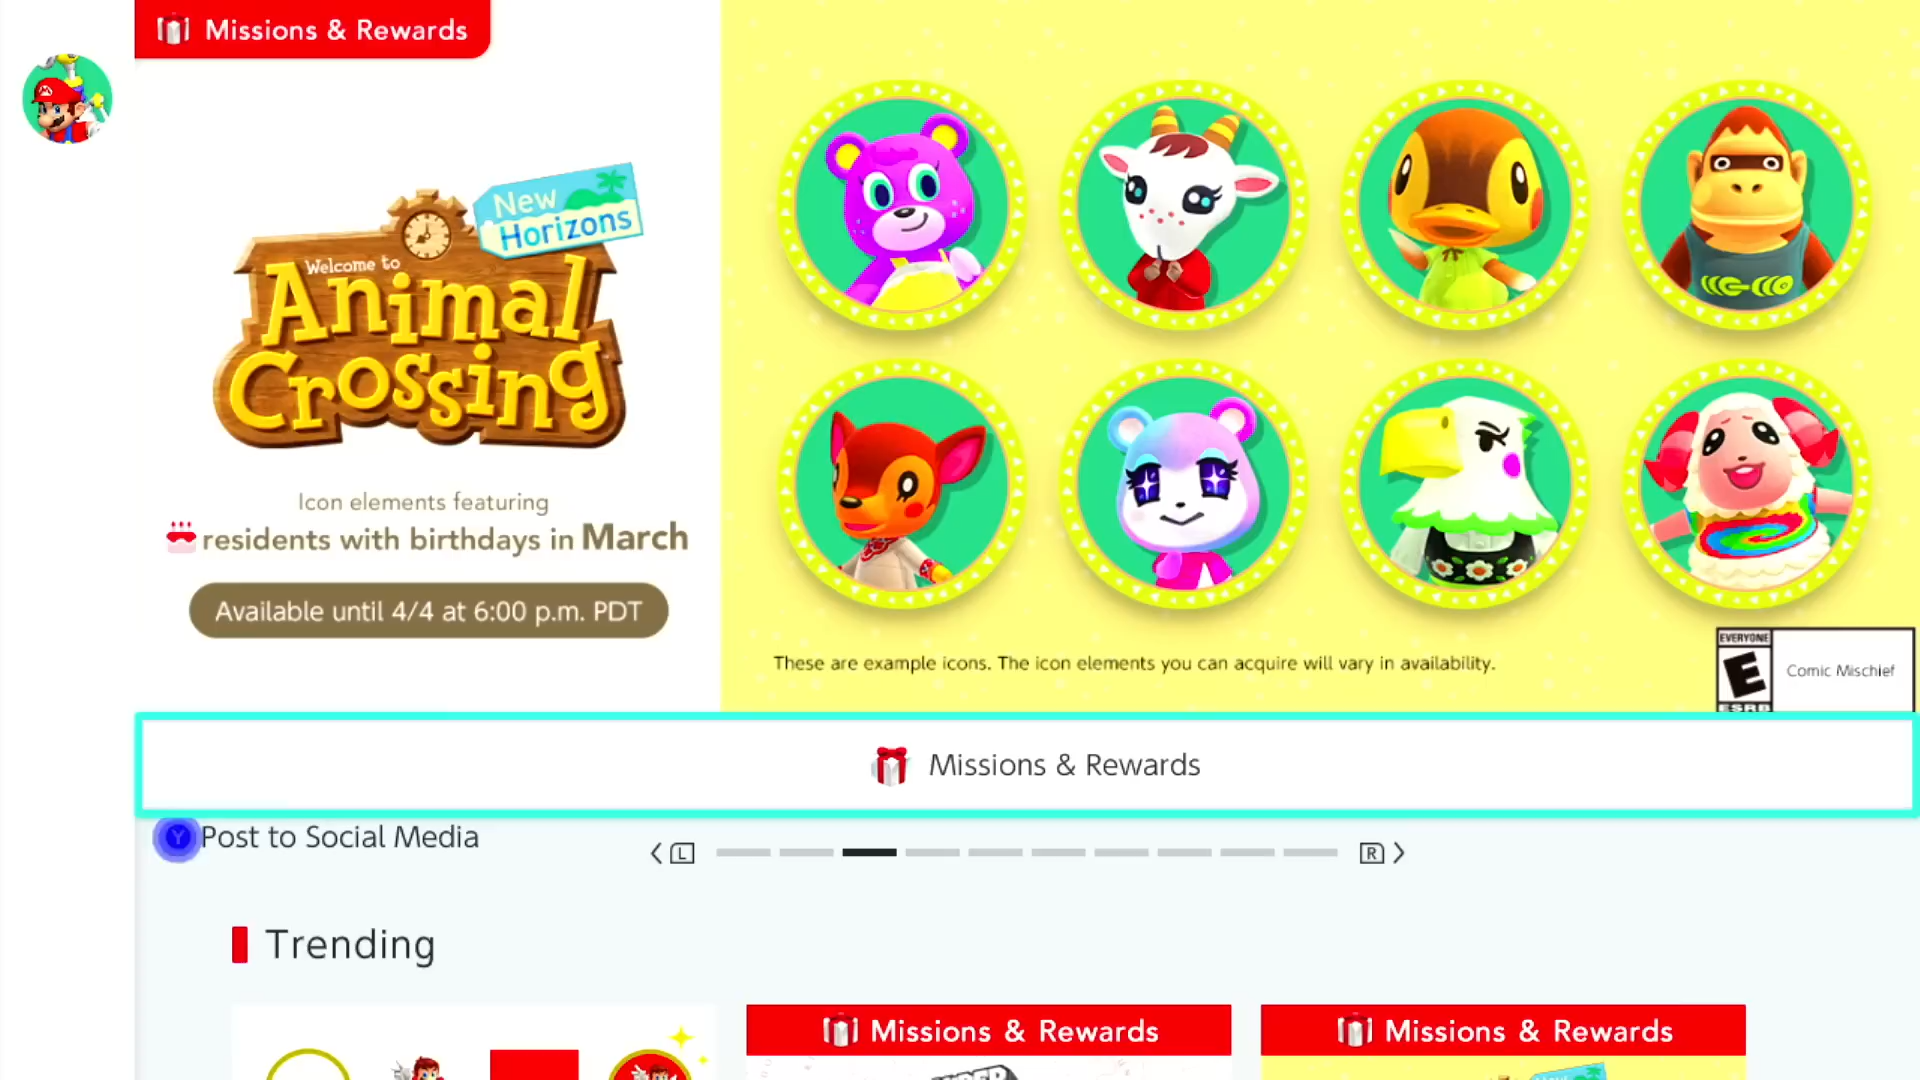 Missions & Rewards
New
Horizons
Welcome to
Animal
Crossing
Icon elements featuring
residents with birthdays in March
Available until 4/4 at 6:00 p.m. PDT
These are example icons. The icon elements you can acquire will vary in availability.
EVERYONE
E
ESRB
Comic Mischief
Missions & Rewards
Y Post to Social Media
L
R
Trending
Missions & Rewards
Missions & Rewards